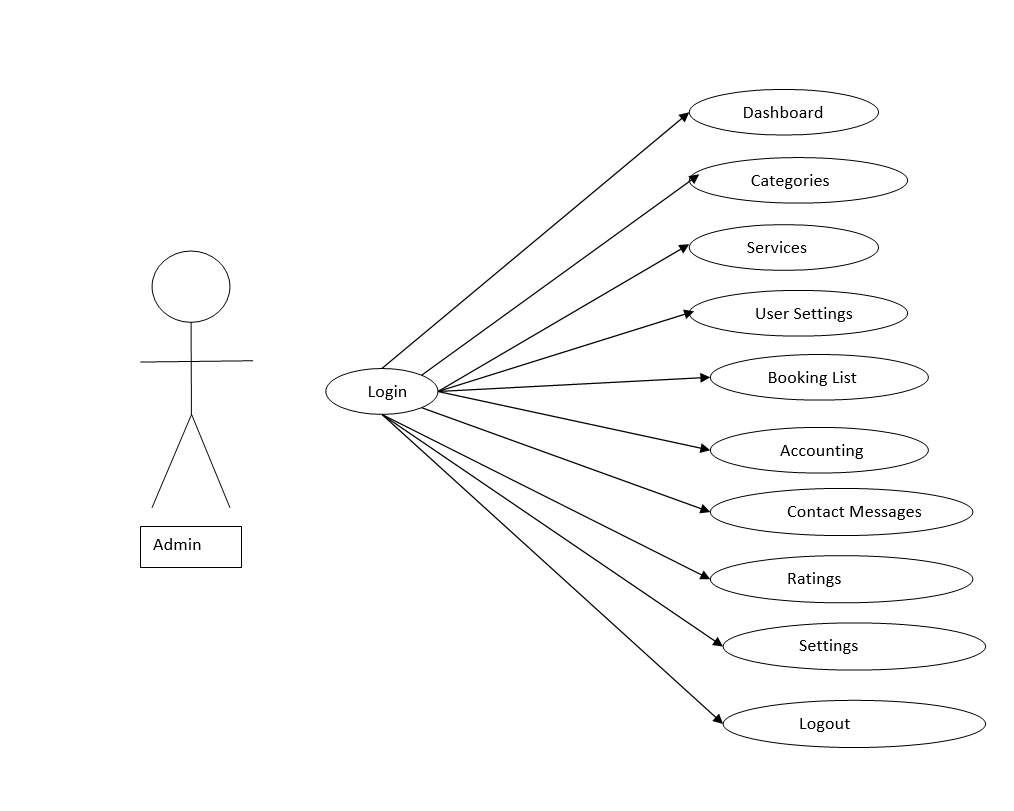 Dashboard
Categories
Services
User Settings
Booking List
Login
Accounting
Contact Messages
Admin
Ratings
Settings
Logout